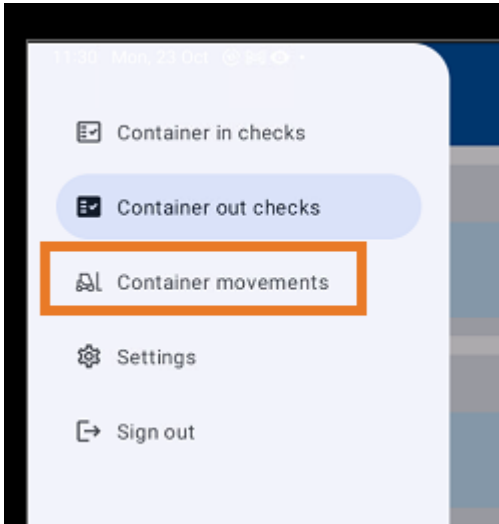 11:30 Mon, 23 Oct
Container in checks
Container out checks
Container movements
Settings
Sign out